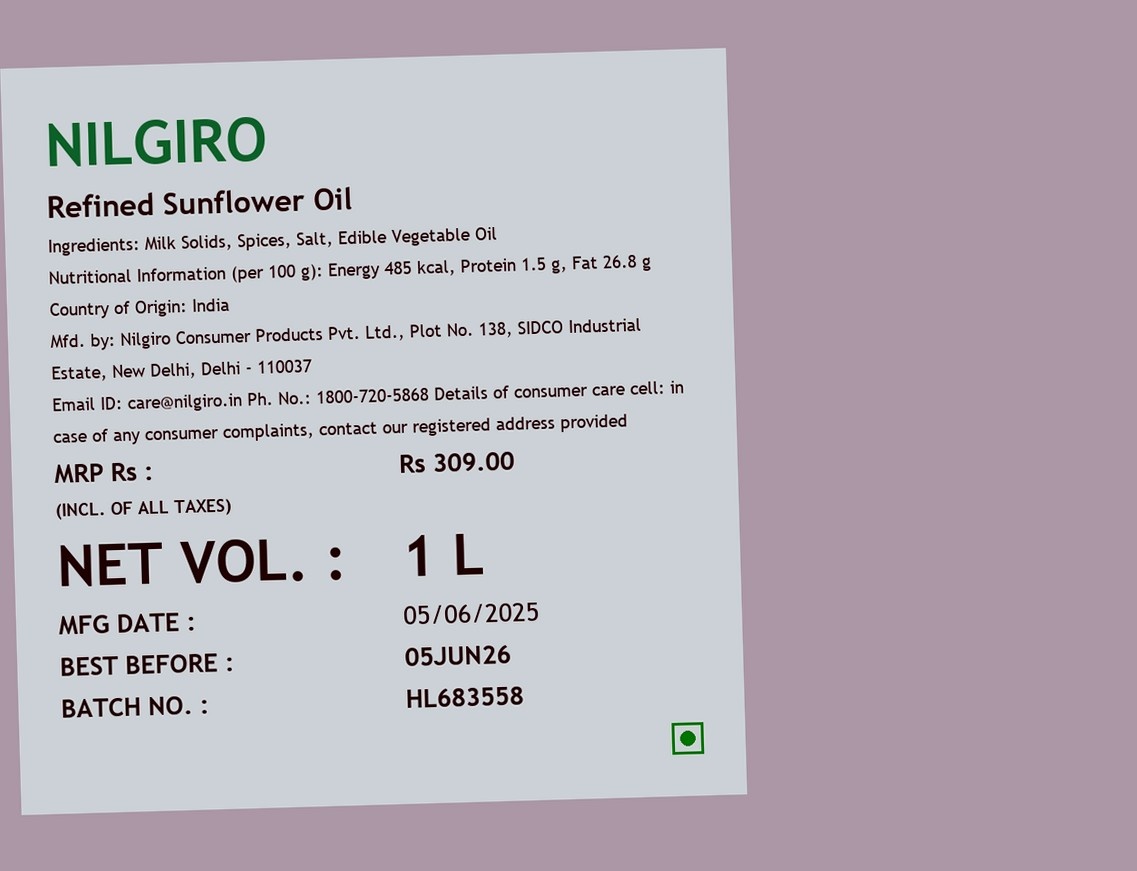 NILGIRO
Refined Sunflower Oil
Ingredients: Milk Solids, Spices, Salt, Edible Vegetable Oil
Nutritional Information (per 100 g): Energy 485 kcal, Protein 1.5 g, Fat 26.8 g
Country of Origin: India
Mfd. by: Nilgiro Consumer Products Pvt. Ltd., Plot No. 138, SIDCO Industrial
Estate, New Delhi, Delhi - 110037
Email ID: care@nilgiro.in Ph. No.: 1800-720-5868 Details of consumer care cell: in
case of any consumer complaints, contact our registered address provided
MRP Rs : Rs 309.00
(INCL. OF ALL TAXES)
NET VOL. : 1 L
MFG DATE : 05/06/2025
BEST BEFORE : 05JUN26
BATCH NO. : HL683558